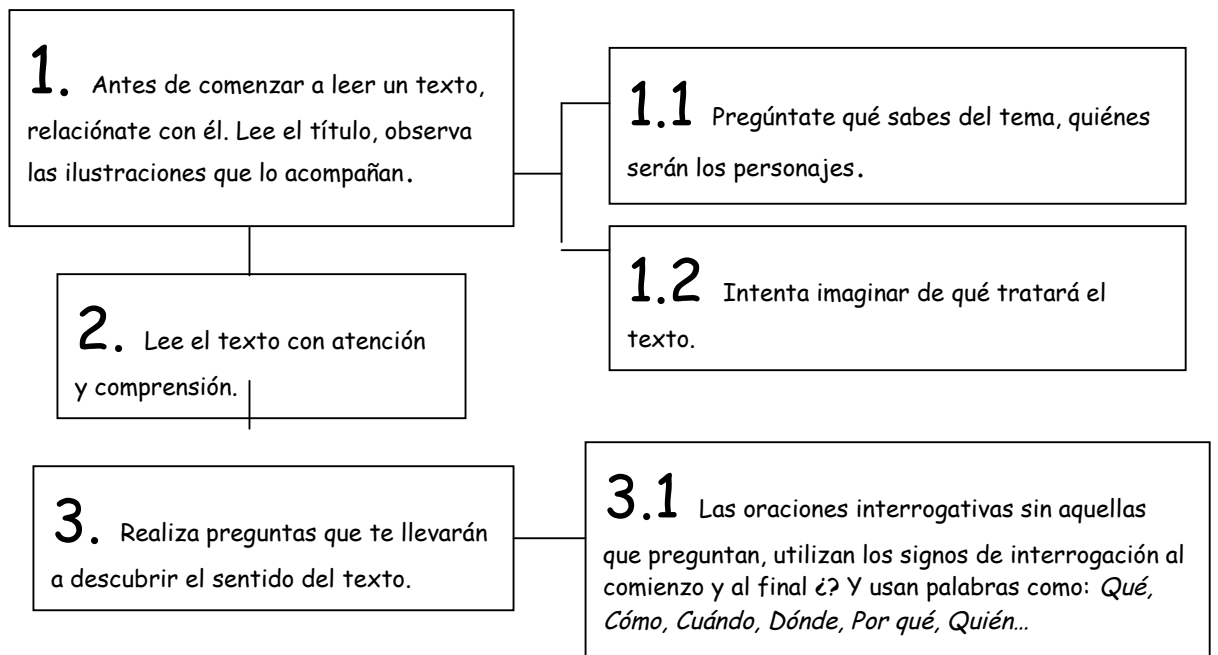 1. Antes de comenzar a leer un texto,
relaciónate con él. Lee el título, observa
las ilustraciones que lo acompañan.
1.1 Pregúntate qué sabes del tema, quiénes
serán los personajes.
1.2 Intenta imaginar de qué tratará el
texto.
2. Lee el texto con atención
y comprensión.
3. Realiza preguntas que te llevarán
a descubrir el sentido del texto.
3.1 Las oraciones interrogativas sin aquellas
que preguntan, utilizan los signos de interrogación al
comienzo y al final ¿? Y usan palabras como: Qué,
Cómo, Cuándo, Dónde, Por qué, Quién…